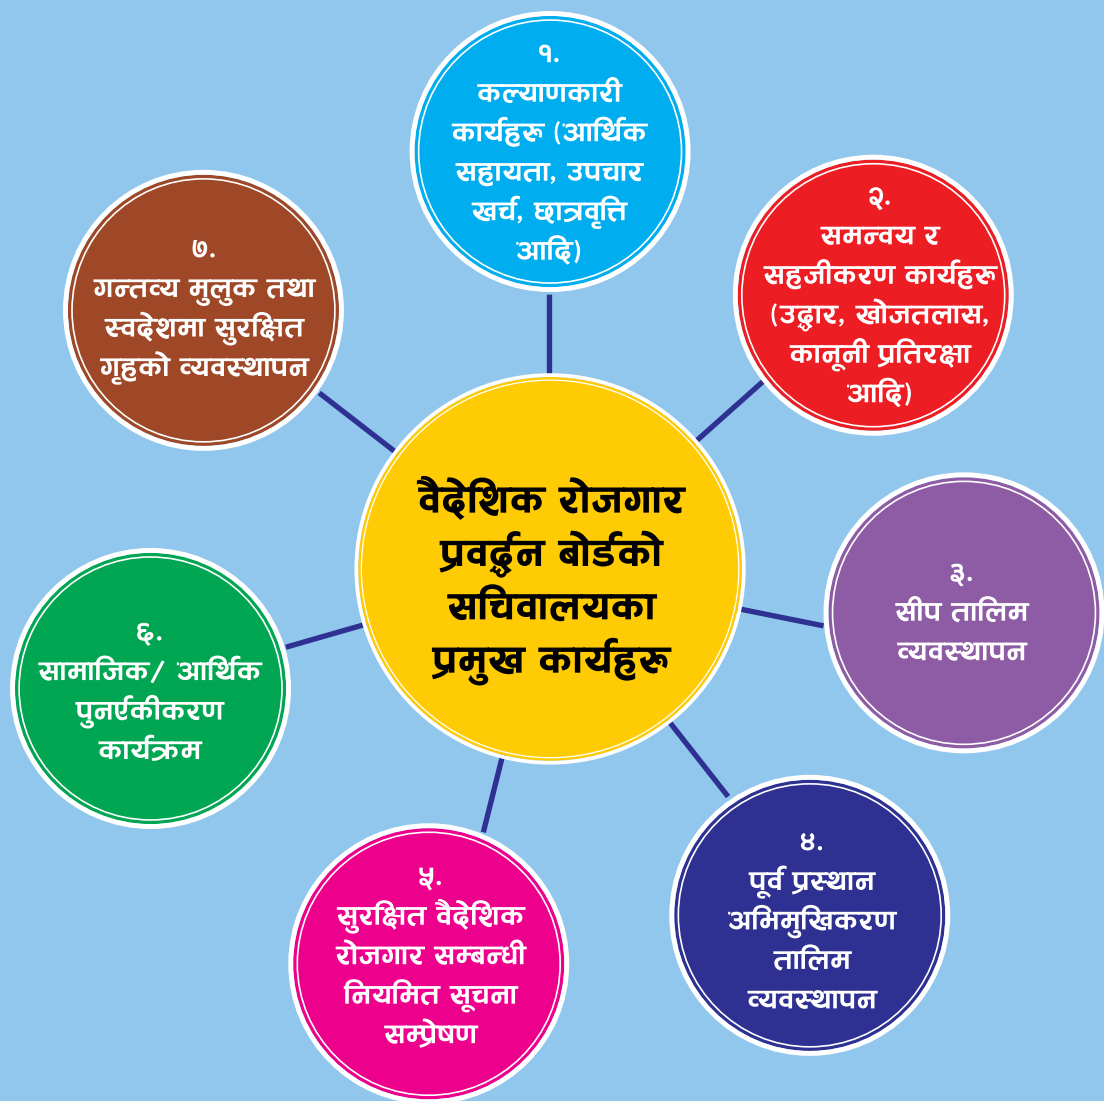 वैदेशिक रोजगार
प्रवर्द्धन बोर्डको
सचिवालयका
प्रमुख कार्यहरू
१.
कल्याणकारी
कार्यहरू (आर्थिक
सहायता, उपचार
खर्च, छात्रवृत्ति
आदि)
२.
समन्वय र
सहजीकरण कार्यहरू
(उद्धार, खोजतलास,
कानूनी प्रतिरक्षा
आदि)
३.
सीप तालिम
व्यवस्थापन
४.
पूर्व प्रस्थान
अभिमुखिकरण
तालिम
व्यवस्थापन
५.
सुरक्षित वैदेशिक
रोजगार सम्बन्धी
नियमित सूचना
सम्प्रेषण
६.
सामाजिक/ आर्थिक
पुनर्एकीकरण
कार्यक्रम
७.
गन्तव्य मुलुक तथा
स्वदेशमा सुरक्षित
गृहको व्यवस्थापन